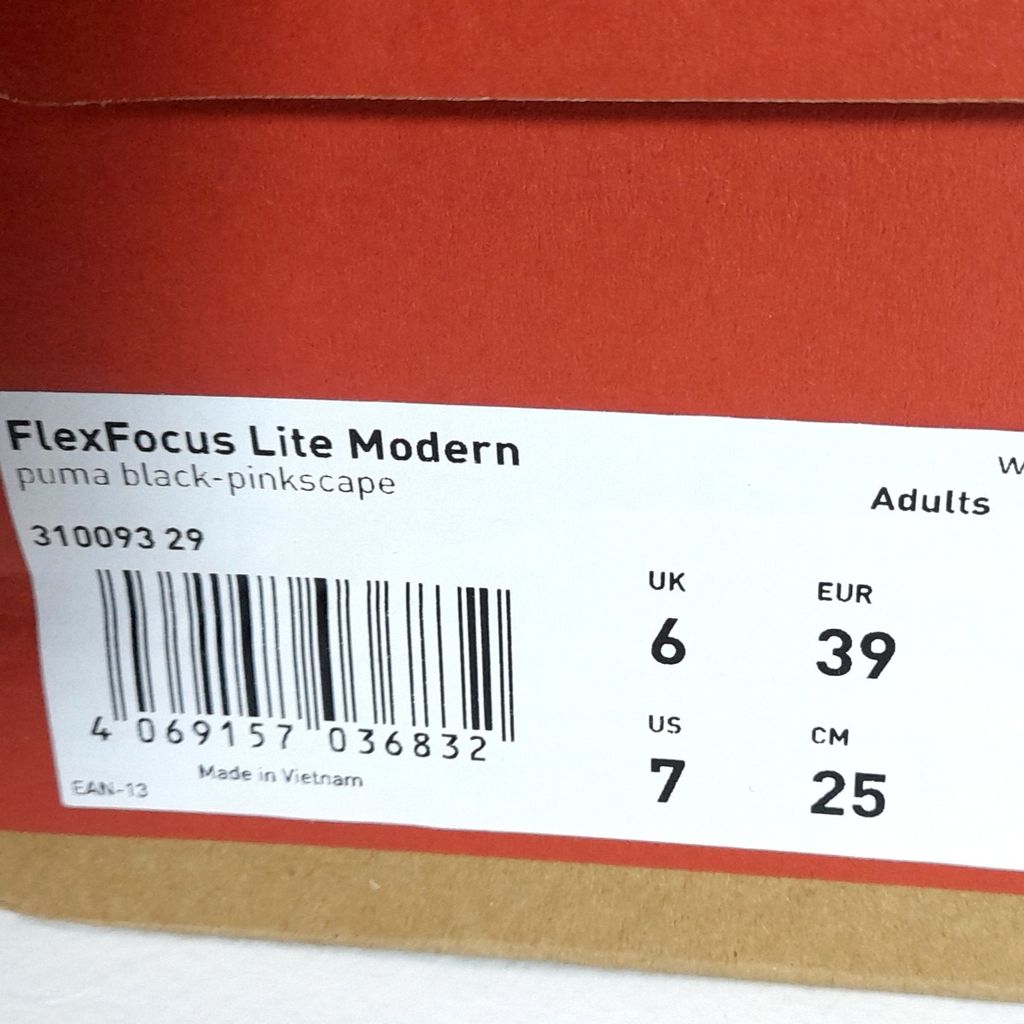 FlexFocus Lite Modern
puma black-pinkscape
Adults
310093 29
UK
EUR
6
39
US
CM
7
25
4 069157 036832
Made in Vietnam
EAN-13